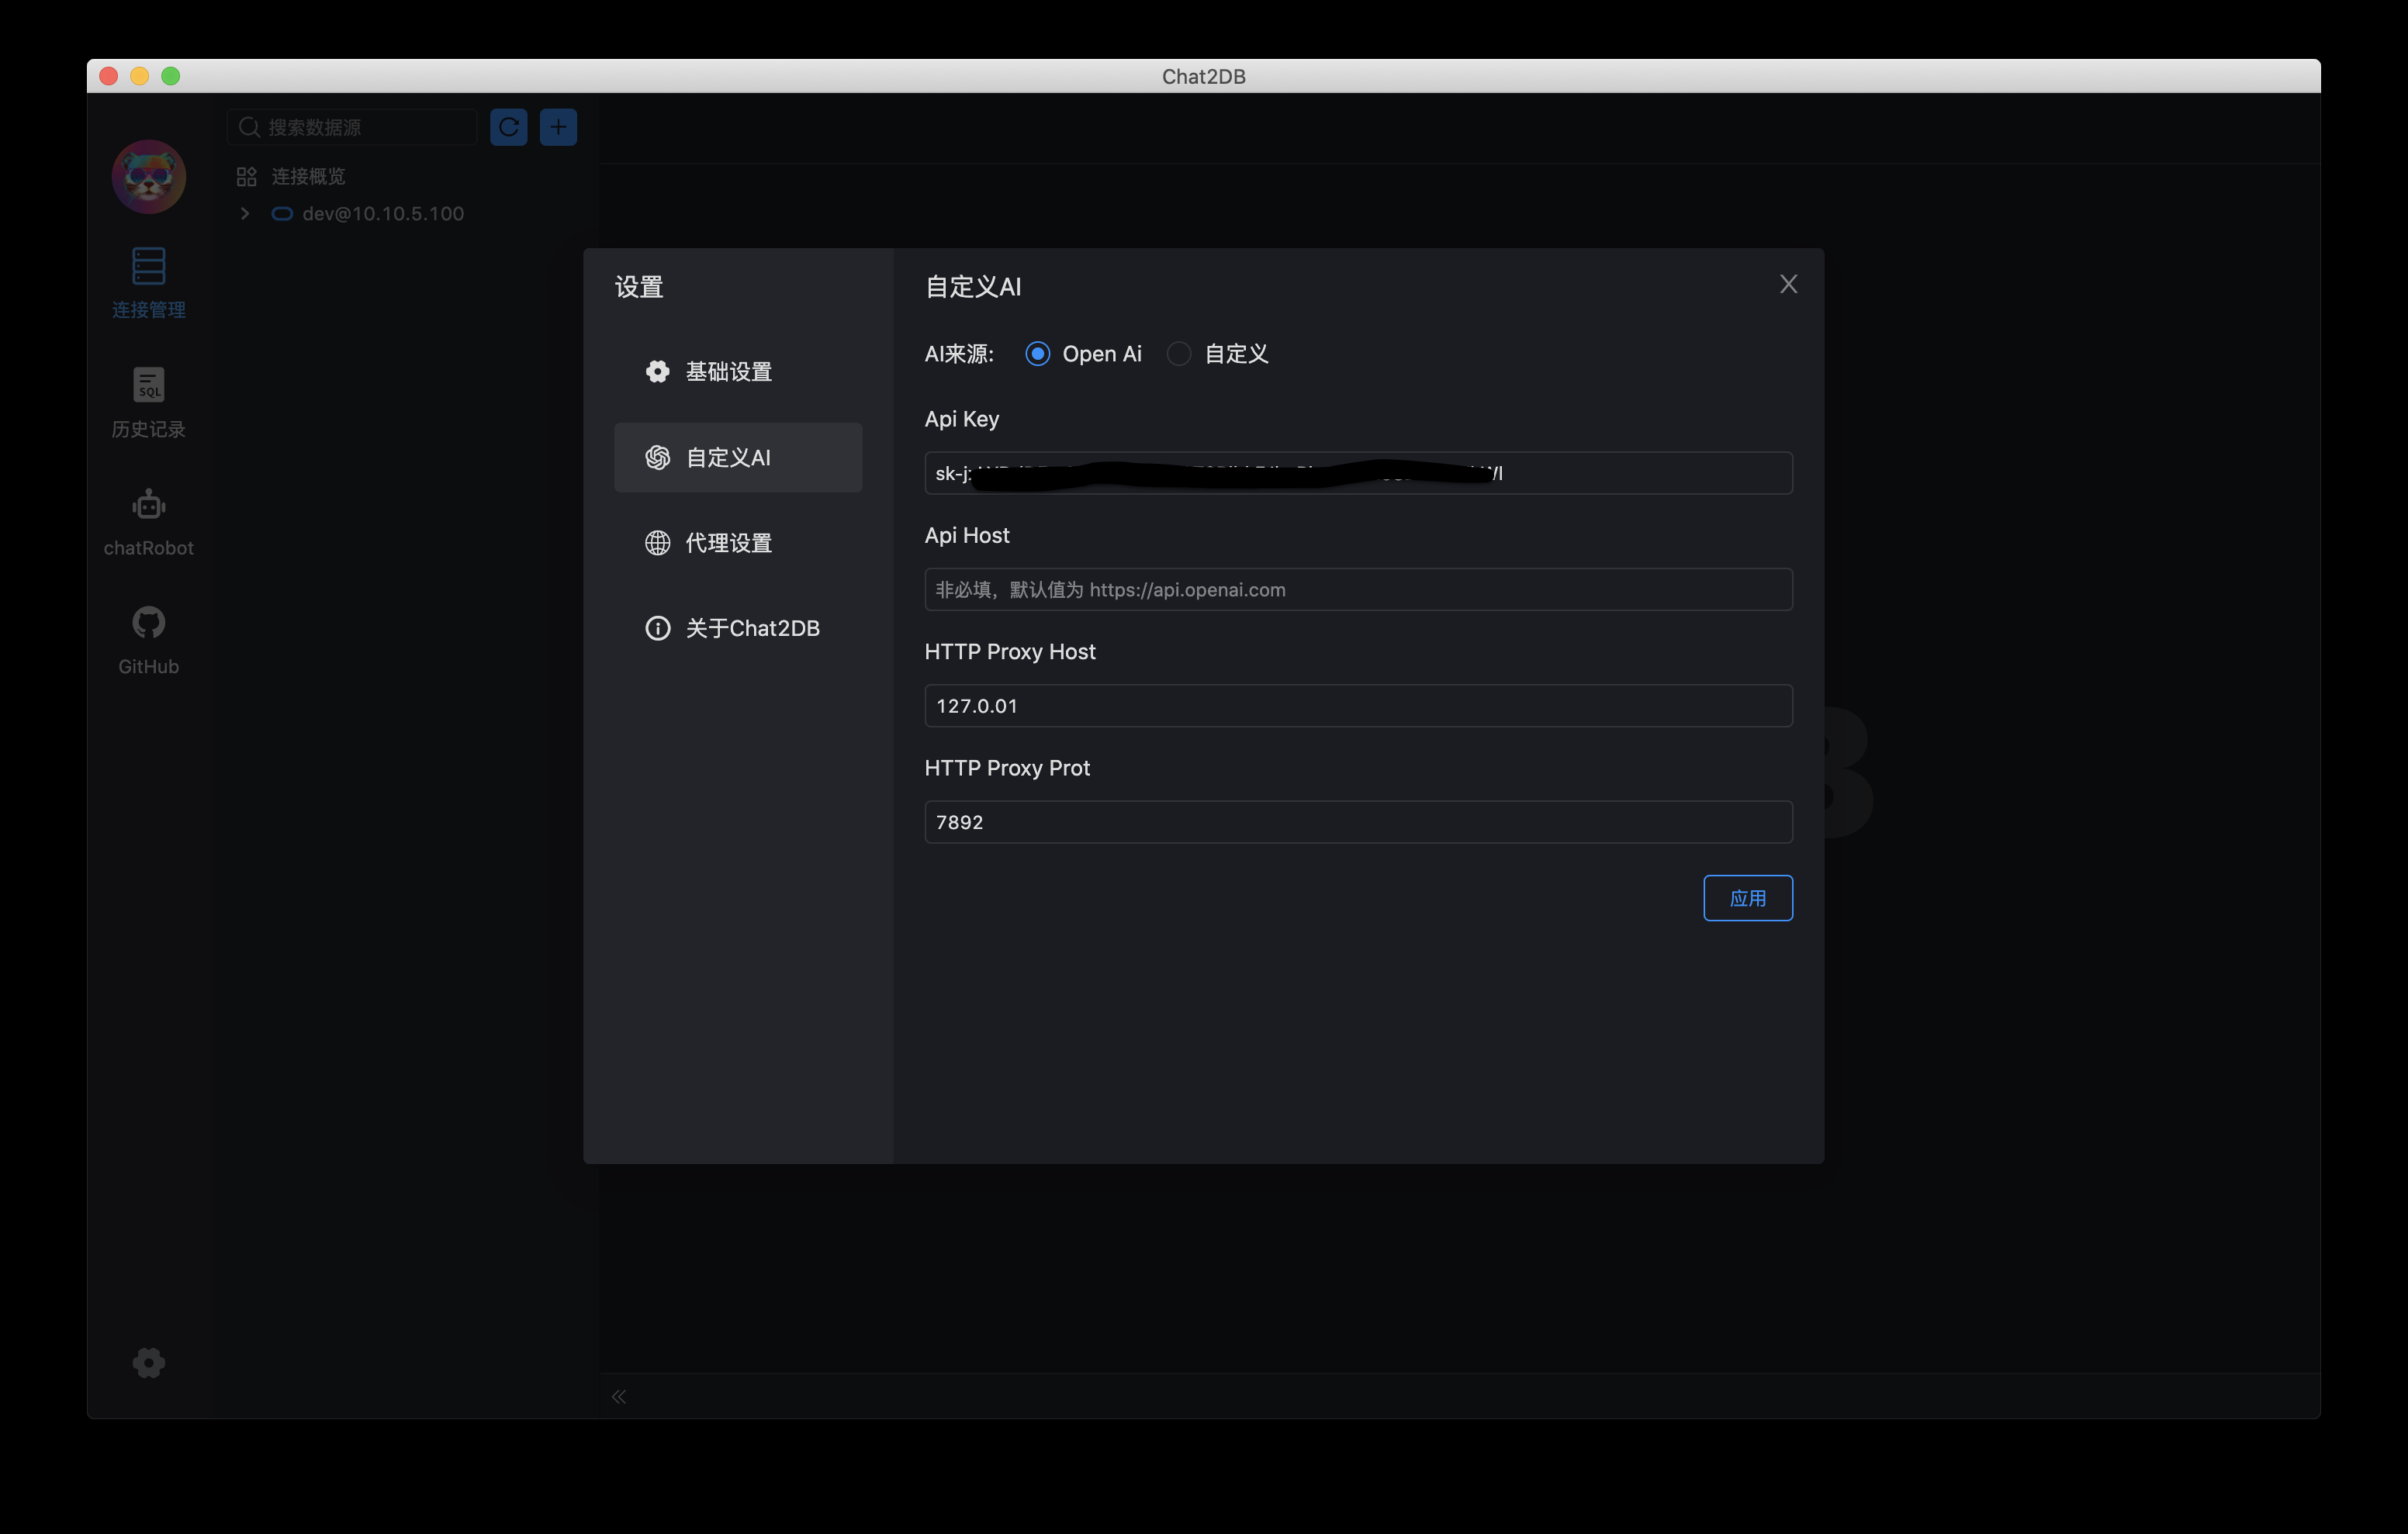 Chat2DB
搜索数据源
连接概览
dev@10.10.5.100
连接管理
SQL
历史记录
chatRobot
GitHub
设置
基础设置
自定义AI
代理设置
关于Chat2DB
自定义AI
AI来源:
Open Ai
自定义
Api Key
sk-j
Api Host
非必填，默认值为 https://api.openai.com
HTTP Proxy Host
127.0.01
HTTP Proxy Prot
7892
应用